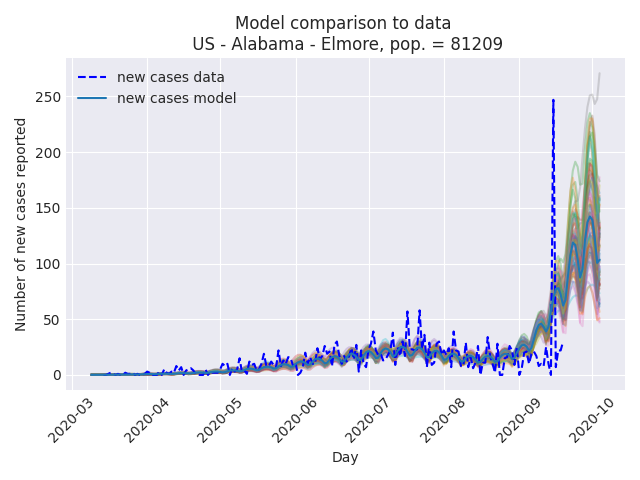 Model comparison to data
US - Alabama - Elmore, pop. = 81209
new cases data
new cases model
Number of new cases reported
250
200
150
100
50
0
2020-03
2020-04
2020-05
2020-06
2020-07
2020-08
2020-09
2020-10
Day